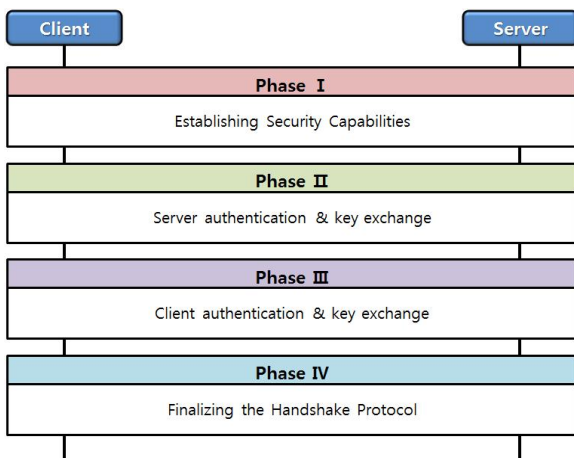 Client
Server
Phase Ⅰ
Establishing Security Capabilities
Phase Ⅱ
Server authentication & key exchange
Phase Ⅲ
Client authentication & key exchange
Phase Ⅳ
Finalizing the Handshake Protocol